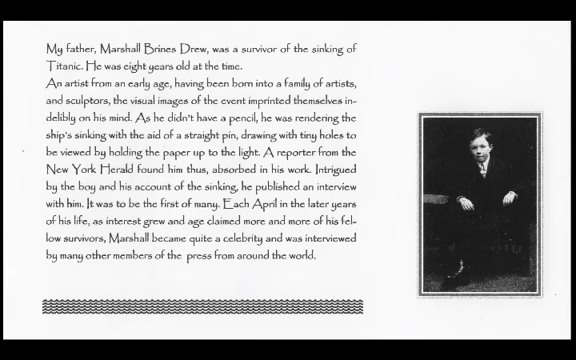 My father, Marshall Brines Drew, was a survivor of the sinking of
Titanic. He was eight years old at the time.
An artist from an early age, having been born into a family of artists,
and sculptors, the visual images of the event imprinted themselves in-
delibly on his mind. As he didn't have a pencil, he was rendering the
ship's sinking with the aid of a straight pin, drawing with tiny holes to
be viewed by holding the paper up to the light. A reporter from the
New York Herald found him thus, absorbed in his work. Intrigued
by the boy and his account of the sinking, he published an interview
with him. It was to be the first of many. Each April in the later years
of his life, as interest grew and age claimed more and more of his fel-
low survivors, Marshall became quite a celebrity and was interviewed
by many other members of the press from around the world.